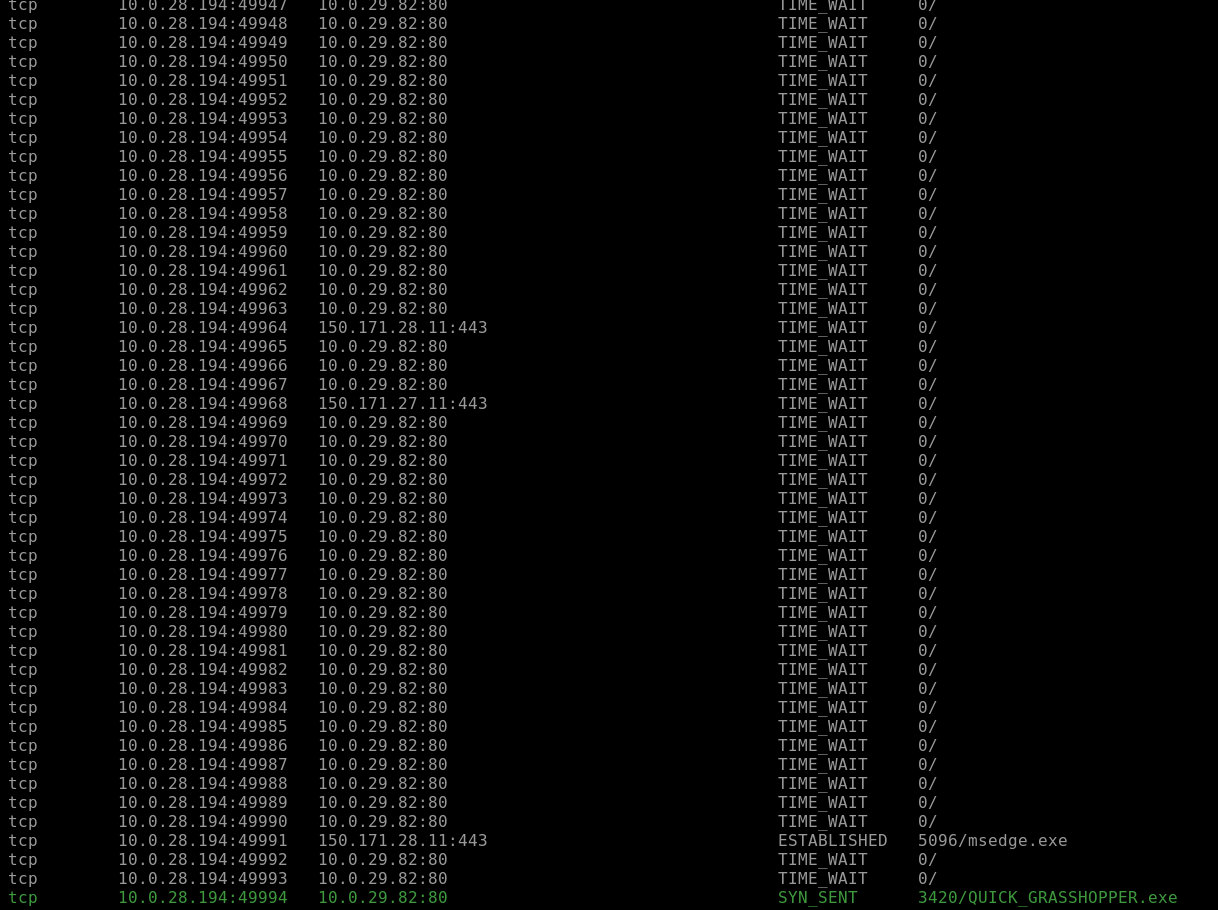 tcp 10.0.28.194:49947 10.0.29.82:80 TIME_WAIT 0/
tcp 10.0.28.194:49948 10.0.29.82:80 TIME_WAIT 0/
tcp 10.0.28.194:49949 10.0.29.82:80 TIME_WAIT 0/
tcp 10.0.28.194:49950 10.0.29.82:80 TIME_WAIT 0/
tcp 10.0.28.194:49951 10.0.29.82:80 TIME_WAIT 0/
tcp 10.0.28.194:49952 10.0.29.82:80 TIME_WAIT 0/
tcp 10.0.28.194:49953 10.0.29.82:80 TIME_WAIT 0/
tcp 10.0.28.194:49954 10.0.29.82:80 TIME_WAIT 0/
tcp 10.0.28.194:49955 10.0.29.82:80 TIME_WAIT 0/
tcp 10.0.28.194:49956 10.0.29.82:80 TIME_WAIT 0/
tcp 10.0.28.194:49957 10.0.29.82:80 TIME_WAIT 0/
tcp 10.0.28.194:49958 10.0.29.82:80 TIME_WAIT 0/
tcp 10.0.28.194:49959 10.0.29.82:80 TIME_WAIT 0/
tcp 10.0.28.194:49960 10.0.29.82:80 TIME_WAIT 0/
tcp 10.0.28.194:49961 10.0.29.82:80 TIME_WAIT 0/
tcp 10.0.28.194:49962 10.0.29.82:80 TIME_WAIT 0/
tcp 10.0.28.194:49963 10.0.29.82:80 TIME_WAIT 0/
tcp 10.0.28.194:49964 150.171.28.11:443 TIME_WAIT 0/
tcp 10.0.28.194:49965 10.0.29.82:80 TIME_WAIT 0/
tcp 10.0.28.194:49966 10.0.29.82:80 TIME_WAIT 0/
tcp 10.0.28.194:49967 10.0.29.82:80 TIME_WAIT 0/
tcp 10.0.28.194:49968 150.171.27.11:443 TIME_WAIT 0/
tcp 10.0.28.194:49969 10.0.29.82:80 TIME_WAIT 0/
tcp 10.0.28.194:49970 10.0.29.82:80 TIME_WAIT 0/
tcp 10.0.28.194:49971 10.0.29.82:80 TIME_WAIT 0/
tcp 10.0.28.194:49972 10.0.29.82:80 TIME_WAIT 0/
tcp 10.0.28.194:49973 10.0.29.82:80 TIME_WAIT 0/
tcp 10.0.28.194:49974 10.0.29.82:80 TIME_WAIT 0/
tcp 10.0.28.194:49975 10.0.29.82:80 TIME_WAIT 0/
tcp 10.0.28.194:49976 10.0.29.82:80 TIME_WAIT 0/
tcp 10.0.28.194:49977 10.0.29.82:80 TIME_WAIT 0/
tcp 10.0.28.194:49978 10.0.29.82:80 TIME_WAIT 0/
tcp 10.0.28.194:49979 10.0.29.82:80 TIME_WAIT 0/
tcp 10.0.28.194:49980 10.0.29.82:80 TIME_WAIT 0/
tcp 10.0.28.194:49981 10.0.29.82:80 TIME_WAIT 0/
tcp 10.0.28.194:49982 10.0.29.82:80 TIME_WAIT 0/
tcp 10.0.28.194:49983 10.0.29.82:80 TIME_WAIT 0/
tcp 10.0.28.194:49984 10.0.29.82:80 TIME_WAIT 0/
tcp 10.0.28.194:49985 10.0.29.82:80 TIME_WAIT 0/
tcp 10.0.28.194:49986 10.0.29.82:80 TIME_WAIT 0/
tcp 10.0.28.194:49987 10.0.29.82:80 TIME_WAIT 0/
tcp 10.0.28.194:49988 10.0.29.82:80 TIME_WAIT 0/
tcp 10.0.28.194:49989 10.0.29.82:80 TIME_WAIT 0/
tcp 10.0.28.194:49990 10.0.29.82:80 TIME_WAIT 0/
tcp 10.0.28.194:49991 150.171.28.11:443 ESTABLISHED 5096/msedge.exe
tcp 10.0.28.194:49992 10.0.29.82:80 TIME_WAIT 0/
tcp 10.0.28.194:49993 10.0.29.82:80 TIME_WAIT 0/
tcp 10.0.28.194:49994 10.0.29.82:80 SYN_SENT 3420/QUICK_GRASSHOPPER.exe